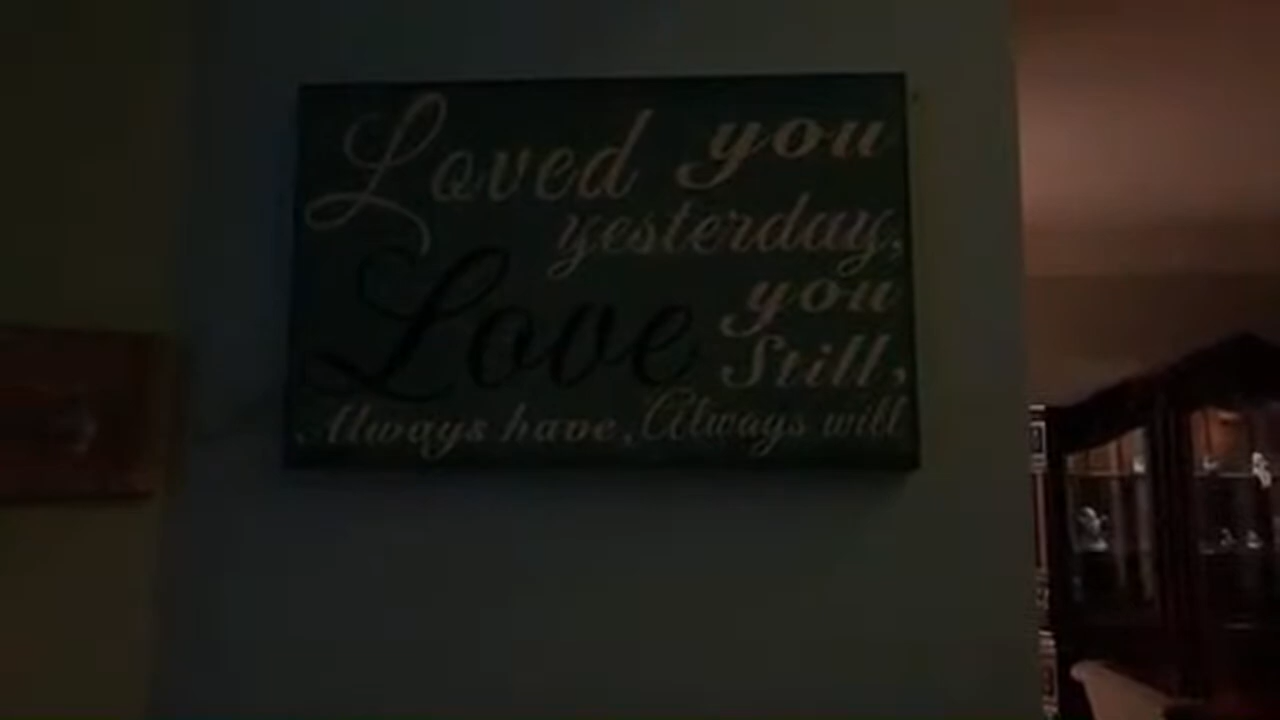 Loved you
yesterday,
Love you
Still,
Always have, Always will